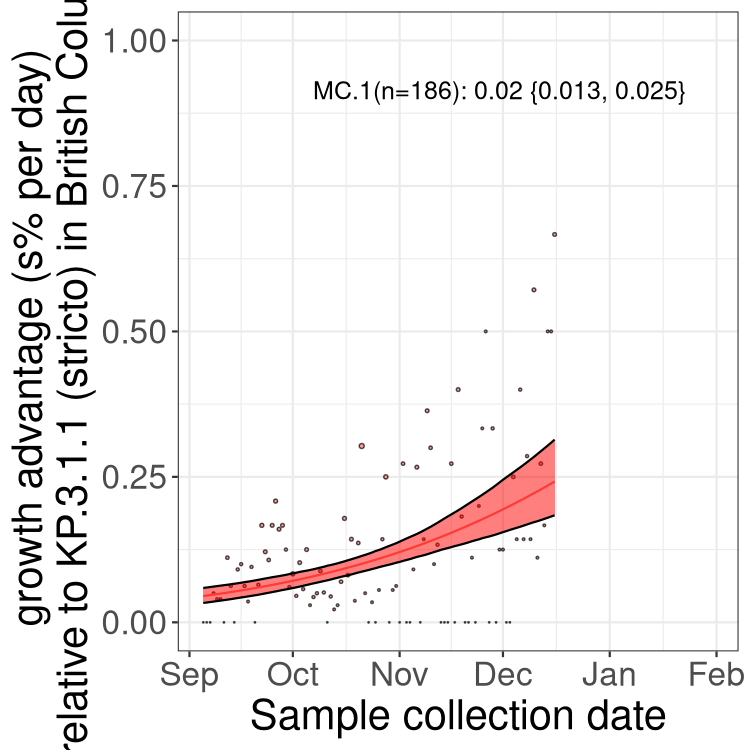 growth advantage (s% per day)
relative to KP.3.1.1 (stricto) in British Colu
1.00
0.75
0.50
0.25
0.00
MC.1(n=186): 0.02 {0.013, 0.025}
Sep Oct Nov Dec Jan Feb
Sample collection date